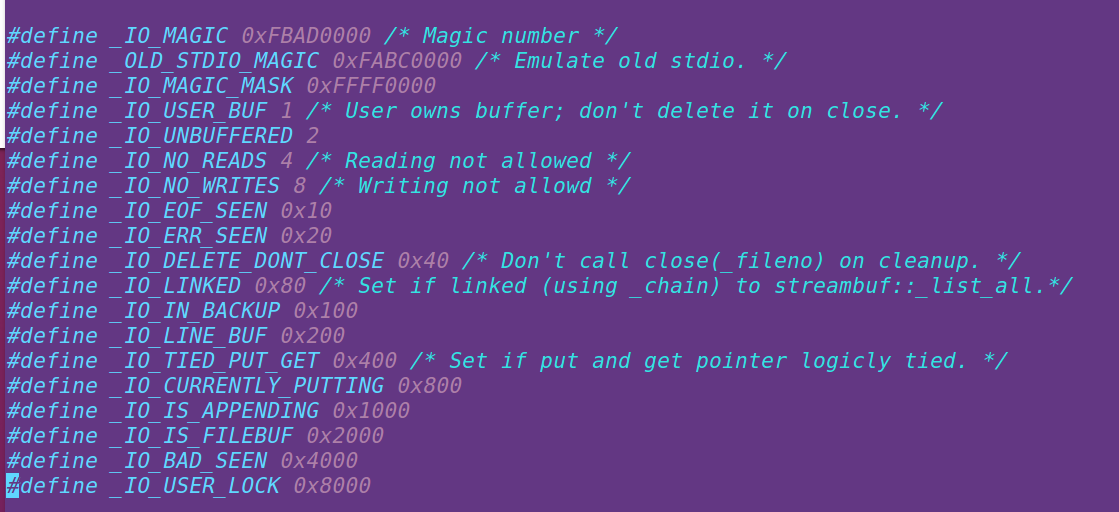 #define _IO_MAGIC 0xFBAD0000 /* Magic number */
#define _OLD_STDIO_MAGIC 0xFABC0000 /* Emulate old stdio. */
#define _IO_MAGIC_MASK 0xFFFF0000
#define _IO_USER_BUF 1 /* User owns buffer; don't delete it on close. */
#define _IO_UNBUFFERED 2
#define _IO_NO_READS 4 /* Reading not allowed */
#define _IO_NO_WRITES 8 /* Writing not allowd */
#define _IO_EOF_SEEN 0x10
#define _IO_ERR_SEEN 0x20
#define _IO_DELETE_DONT_CLOSE 0x40 /* Don't call close(_fileno) on cleanup. */
#define _IO_LINKED 0x80 /* Set if linked (using _chain) to streambuf::_list_all.*/
#define _IO_IN_BACKUP 0x100
#define _IO_LINE_BUF 0x200
#define _IO_TIED_PUT_GET 0x400 /* Set if put and get pointer logicly tied. */
#define _IO_CURRENTLY_PUTTING 0x800
#define _IO_IS_APPENDING 0x1000
#define _IO_IS_FILEBUF 0x2000
#define _IO_BAD_SEEN 0x4000
#define _IO_USER_LOCK 0x8000